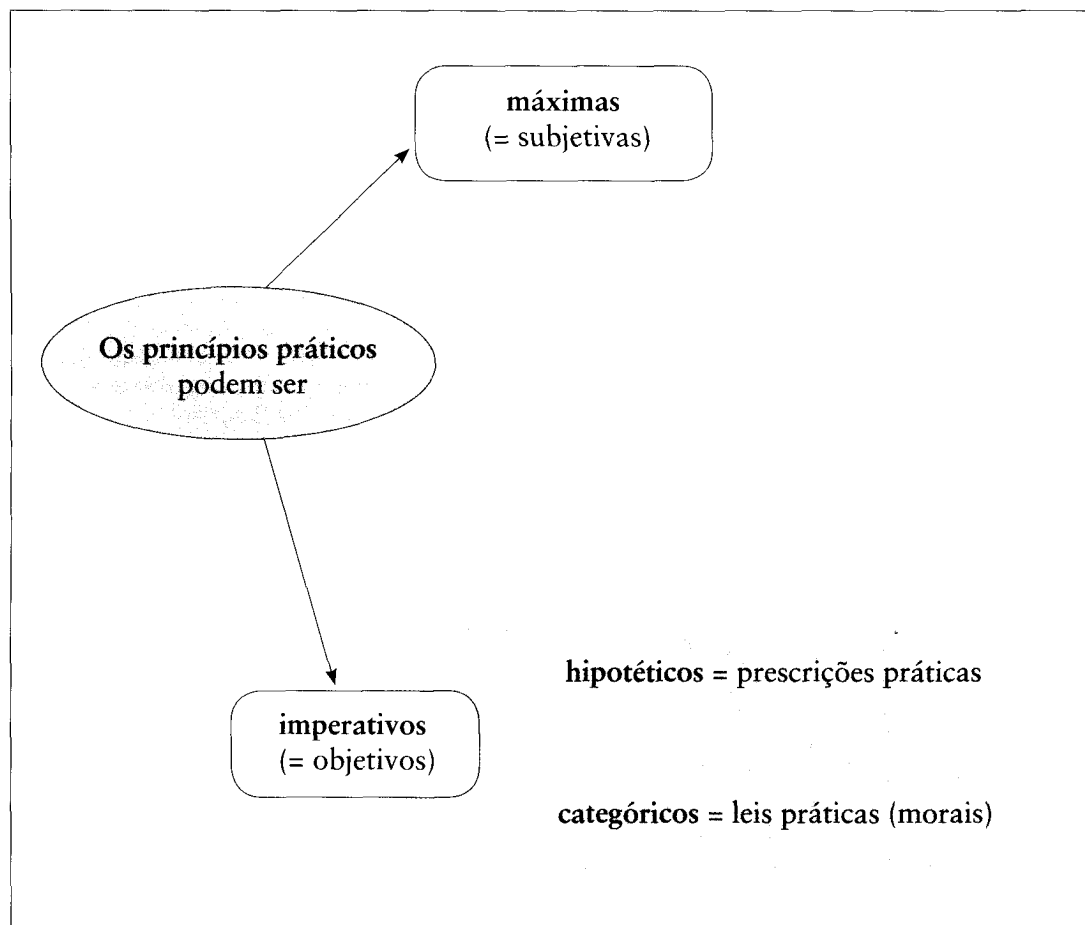 máximas
(= subjetivas)
Os princípios práticos
podem ser
hipotéticos = prescrições práticas
imperativos
(= objetivos)
categóricos = leis práticas (morais)